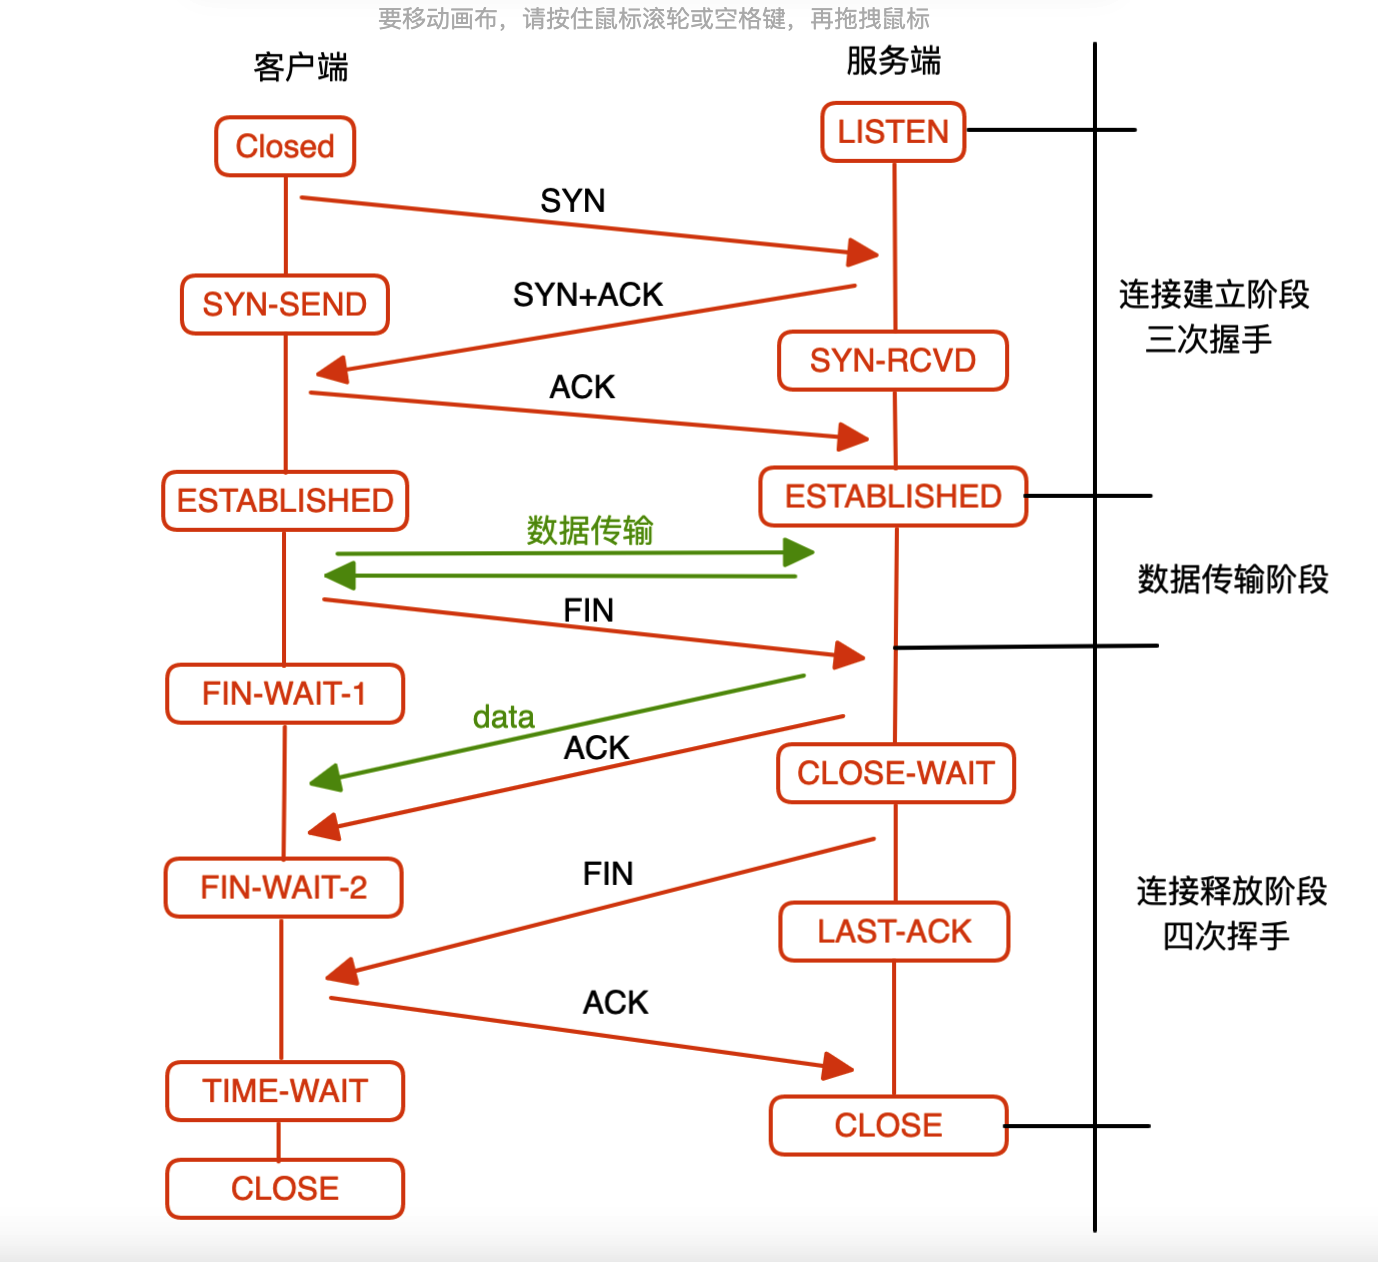 要移动画布，请按住鼠标滚轮或空格键，再拖拽鼠标
客户端
服务端
Closed
LISTEN
SYN
SYN-SEND
SYN+ACK
连接建立阶段
三次握手
SYN-RCVD
ACK
ESTABLISHED
ESTABLISHED
数据传输
数据传输阶段
FIN
FIN-WAIT-1
data
ACK
CLOSE-WAIT
FIN
FIN-WAIT-2
连接释放阶段
四次挥手
LAST-ACK
ACK
TIME-WAIT
CLOSE
CLOSE